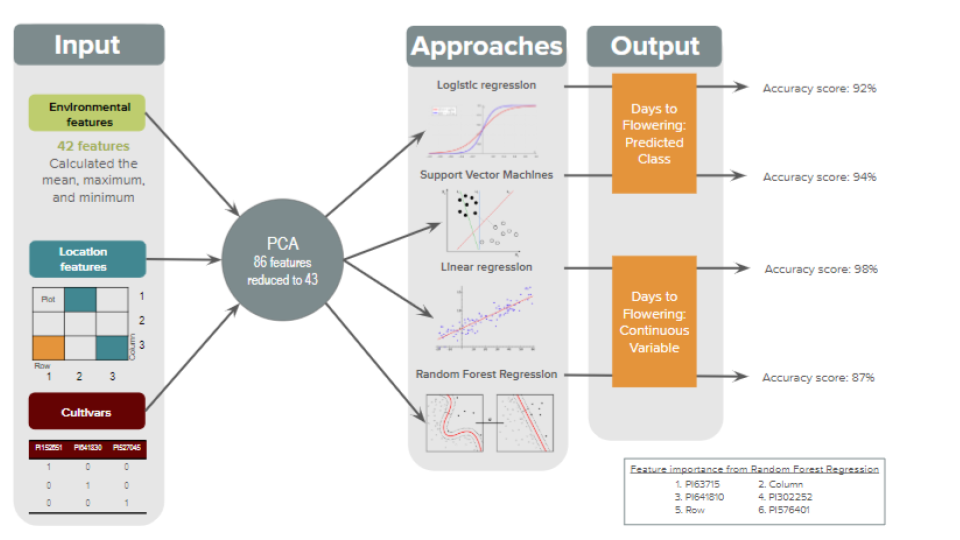 Input
Approaches
Output
Environmental
features
42 features
Calculated the
mean, maximum,
and minimum
Location
features
Plot
1
2
3
Column
Row
1 2 3
Cultivars
PI152651 PI641830 PI527045
1 0 0
0 1 0
0 0 1
PCA
86 features
reduced to 43
Logistic regression
Support Vector Machines
Linear regression
Random Forest Regression
Days to
Flowering:
Predicted
Class
Days to
Flowering:
Continuous
Variable
Accuracy score: 92%
Accuracy score: 94%
Accuracy score: 98%
Accuracy score: 87%
Feature importance from Random Forest Regression
1. PI63715 2. Column
3. PI641810 4. PI302252
5. Row 6. PI576401